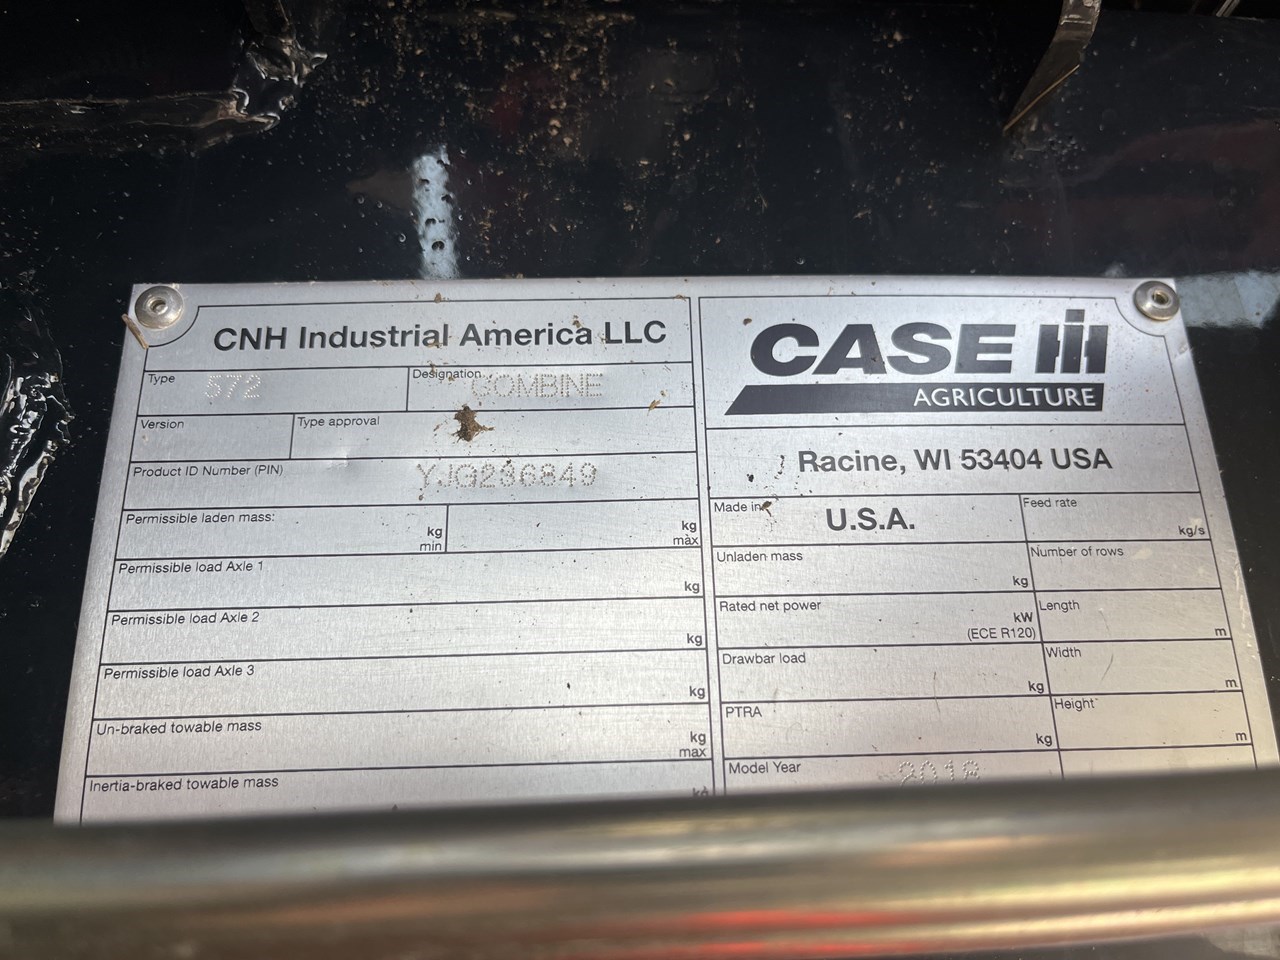 CNH Industrial America LLC
CASE IH
AGRICULTURE
Type 572
Designation COMBINE
Version
Type approval
Product ID Number (PIN) YJG236849
Racine, WI 53404 USA
Permissible laden mass: kg min
kg max
Made in U.S.A.
Feed rate kg/s
Permissible load Axle 1 kg
Unladen mass kg
Number of rows
Permissible load Axle 2 kg
Rated net power kW (ECE R120)
Length m
Permissible load Axle 3 kg
Drawbar load kg
Width m
Un-braked towable mass kg max
PTRA kg
Height m
Inertia-braked towable mass kg
Model Year